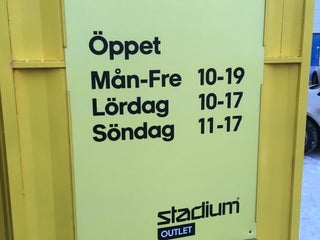 Öppet
Mån-Fre 10-19
Lördag 10-17
Söndag 11-17
stadium
OUTLET